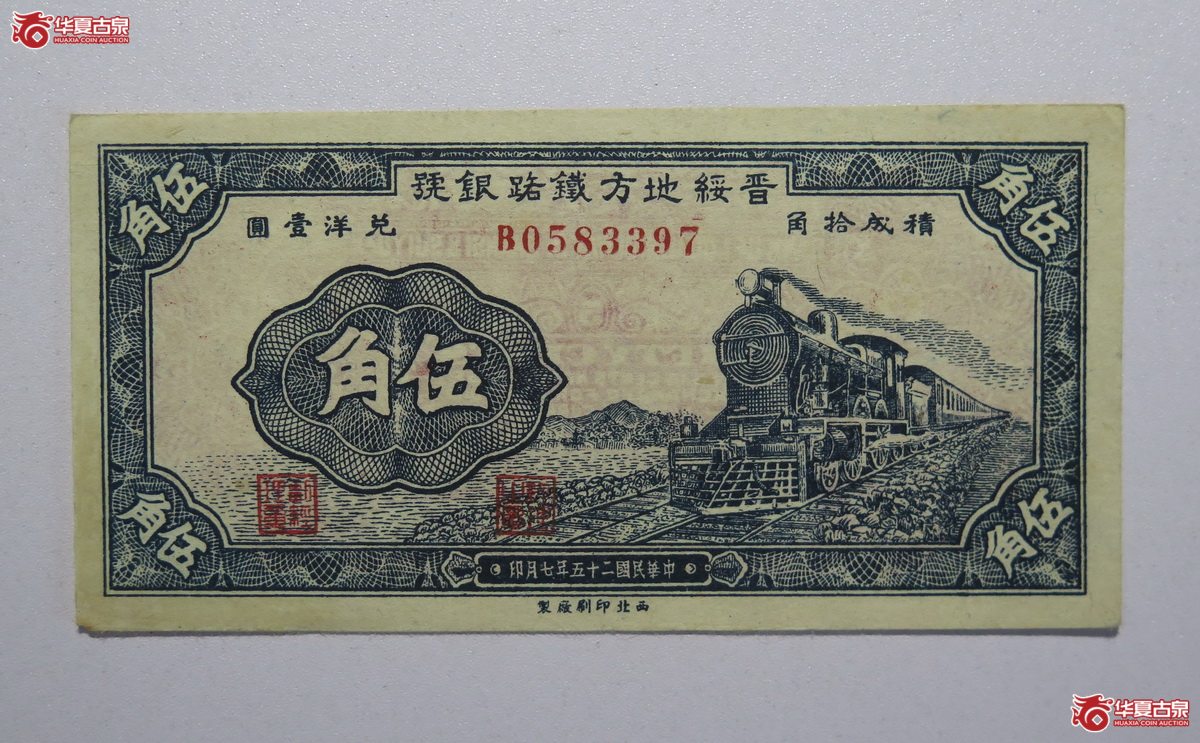 华夏古泉
HUAXIA COIN AUCTION
晋綏地方鐵路銀號
積成拾角
B0583397
兑洋壹圓
伍角
伍角
伍角
伍角
伍角
中華民國二十五年七月印
西北印刷廠製
华夏古泉
HUAXIA COIN AUCTION